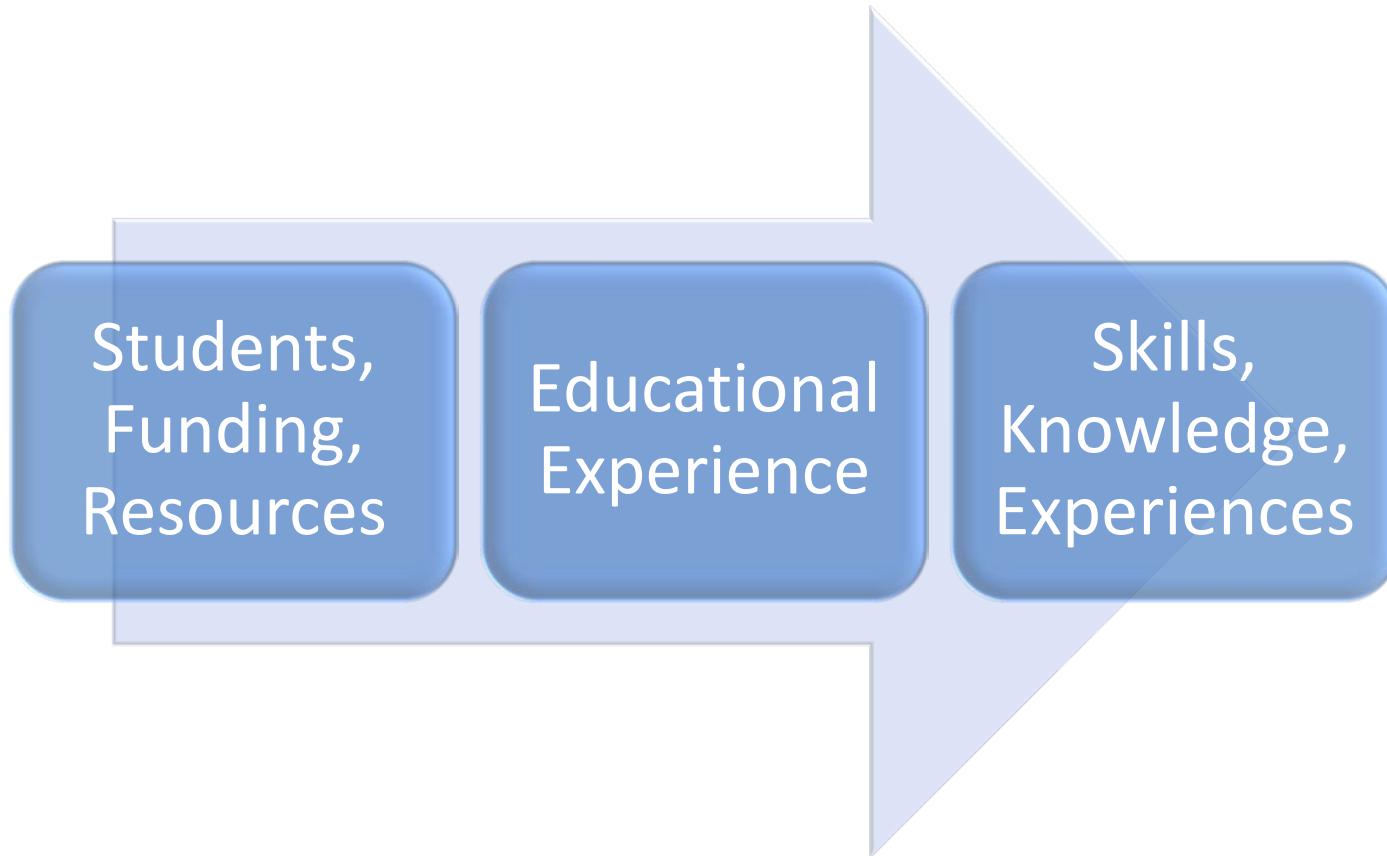 Students,
Funding,
Resources
Educational
Experience
Skills,
Knowledge,
Experiences